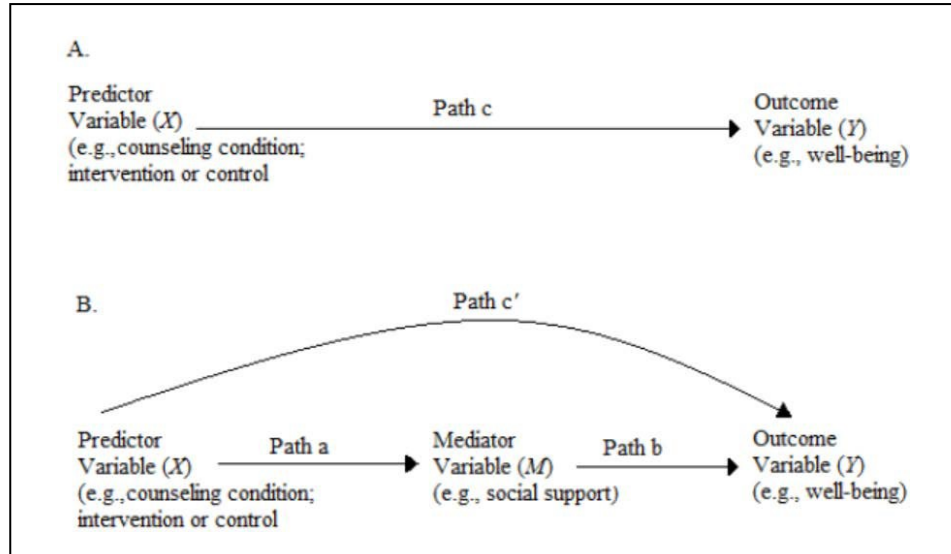 A.
Predictor
Variable (X)
(e.g.,counseling condition;
intervention or control
Path c
Outcome
Variable (Y)
(e.g., well-being)
B.
Path c′
Predictor
Variable (X)
(e.g.,counseling condition;
intervention or control
Path a
Mediator
Variable (M)
(e.g., social support)
Path b
Outcome
Variable (Y)
(e.g., well-being)